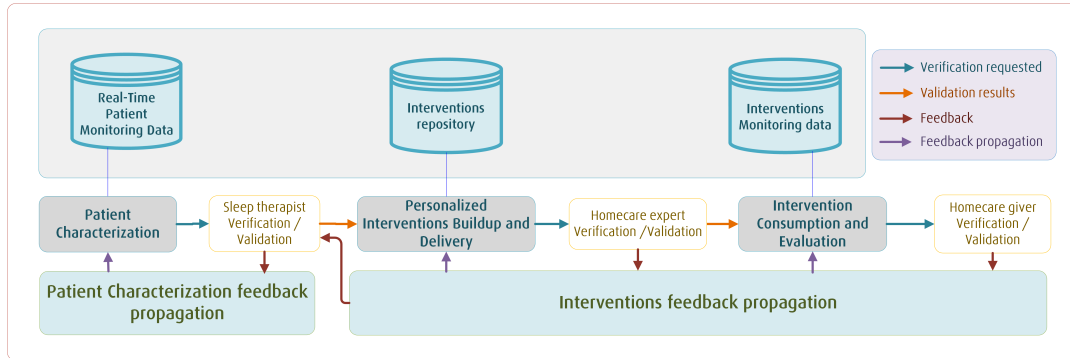 Real-Time
Patient
Monitoring Data
Interventions
repository
Interventions
Monitoring data
Verification requested
Validation results
Feedback
Feedback propagation
Patient
Characterization
Sleep therapist
Verification /
Validation
Personalized
Interventions Buildup and
Delivery
Homecare expert
Verification /Validation
Intervention
Consumption and
Evaluation
Homecare giver
Verification /
Validation
Patient Characterization feedback
propagation
Interventions feedback propagation